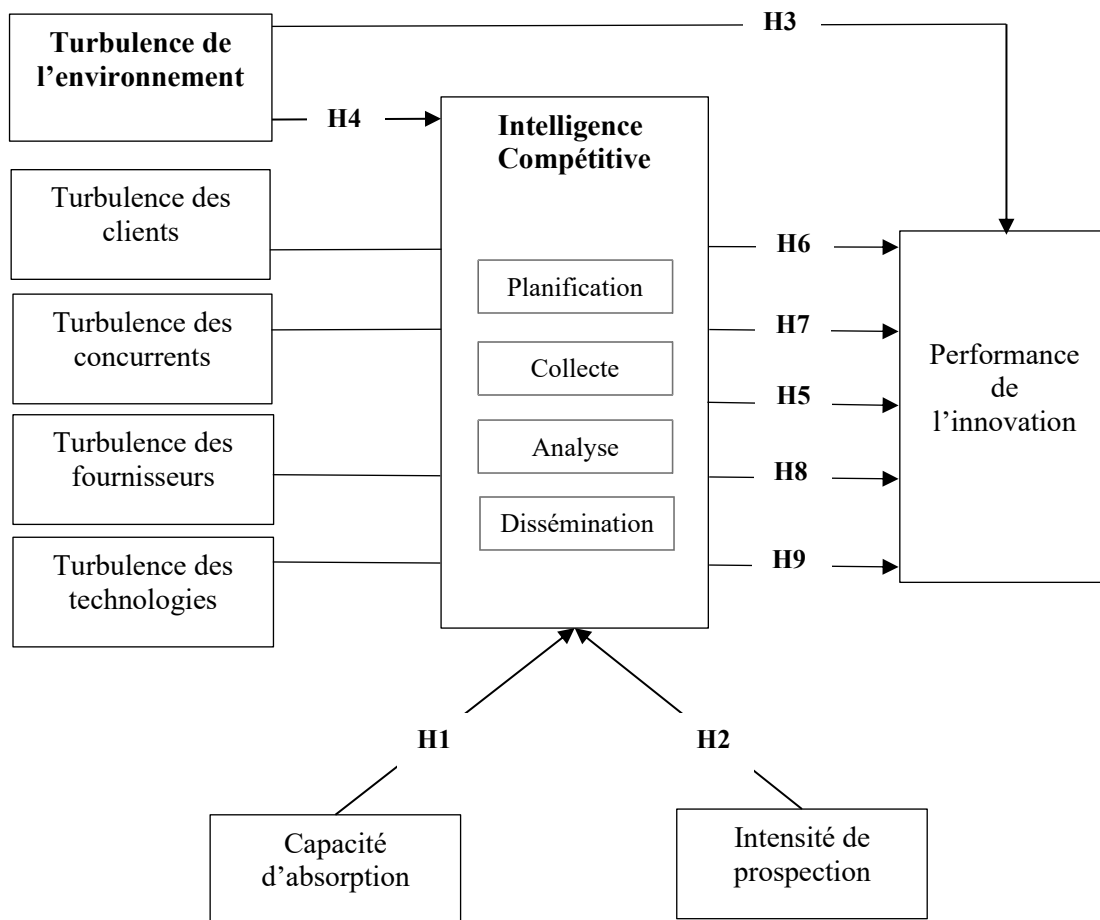 H3
Turbulence de
l’environnement
H4
Intelligence
Compétitive
Turbulence des
clients
H6
Planification
Turbulence des
concurrents
H7
Performance
de
l’innovation
Collecte
H5
Turbulence des
fournisseurs
Analyse
H8
Dissémination
Turbulence des
technologies
H9
H1
H2
Capacité
d’absorption
Intensité de
prospection